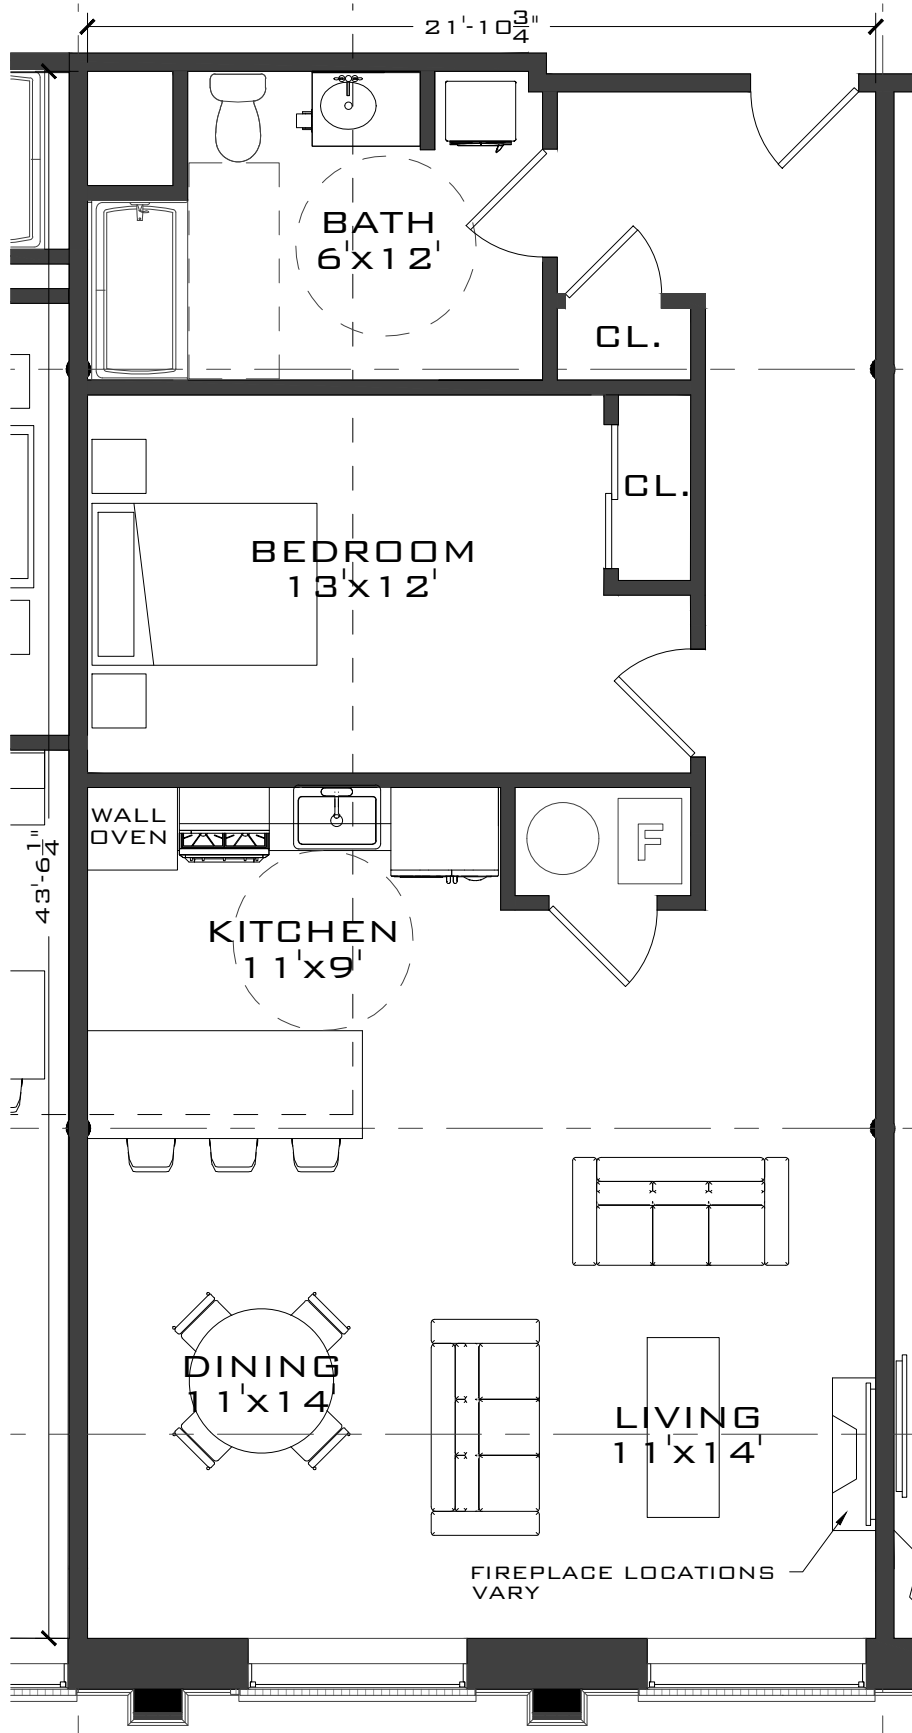 21'-10 3/4"
BATH
6'x12'
CL.
CL.
BEDROOM
13'x12'
WALL
OVEN
F
43'-6 1/4"
KITCHEN
11'x9'
DINING
11'x14'
LIVING
11'x14'
FIREPLACE LOCATIONS
VARY